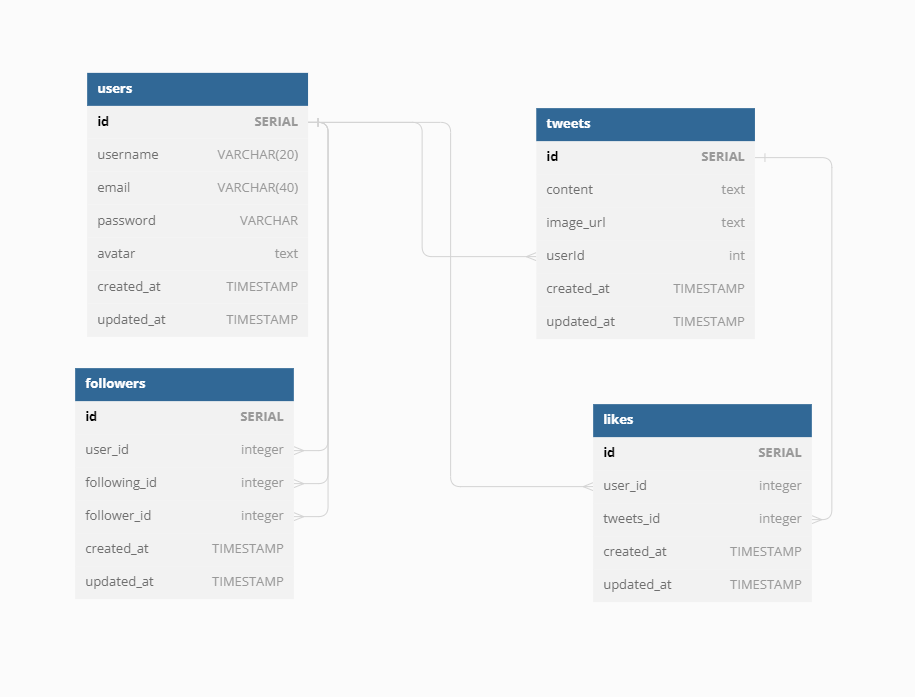 users
id SERIAL
username VARCHAR(20)
email VARCHAR(40)
password VARCHAR
avatar text
created_at TIMESTAMP
updated_at TIMESTAMP
tweets
id SERIAL
content text
image_url text
userId int
created_at TIMESTAMP
updated_at TIMESTAMP
followers
id SERIAL
user_id integer
following_id integer
follower_id integer
created_at TIMESTAMP
updated_at TIMESTAMP
likes
id SERIAL
user_id integer
tweets_id integer
created_at TIMESTAMP
updated_at TIMESTAMP